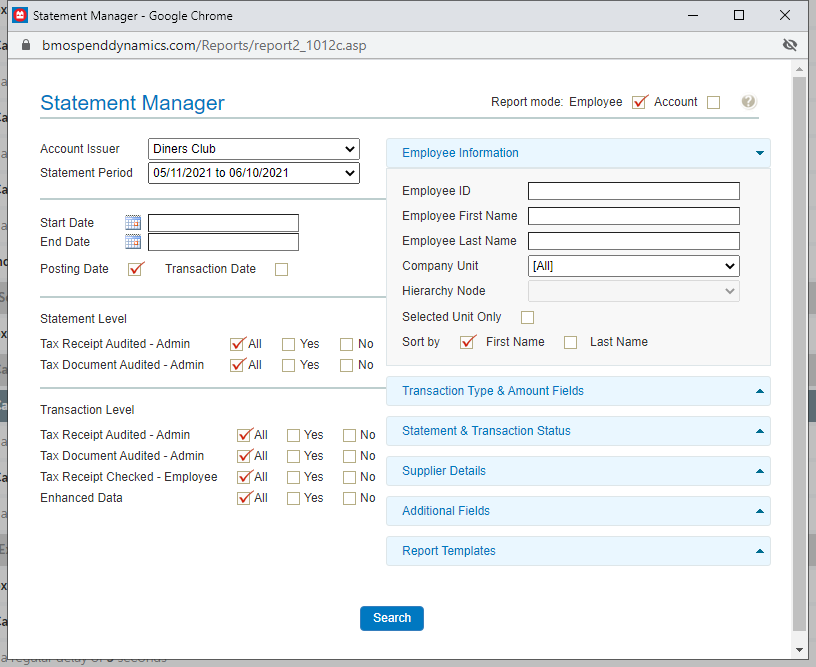 Statement Manager - Google Chrome
bmospenddynamics.com/Reports/report2_1012c.asp
Statement Manager
Report mode: Employee Account ?
Account Issuer Diners Club
Statement Period 05/11/2021 to 06/10/2021
Start Date
End Date
Posting Date Transaction Date
Statement Level
Tax Receipt Audited - Admin All Yes No
Tax Document Audited - Admin All Yes No
Transaction Level
Tax Receipt Audited - Admin All Yes No
Tax Document Audited - Admin All Yes No
Tax Receipt Checked - Employee All Yes No
Enhanced Data All Yes No
Employee Information
Employee ID
Employee First Name
Employee Last Name
Company Unit [All]
Hierarchy Node
Selected Unit Only
Sort by First Name Last Name
Transaction Type & Amount Fields
Statement & Transaction Status
Supplier Details
Additional Fields
Report Templates
Search